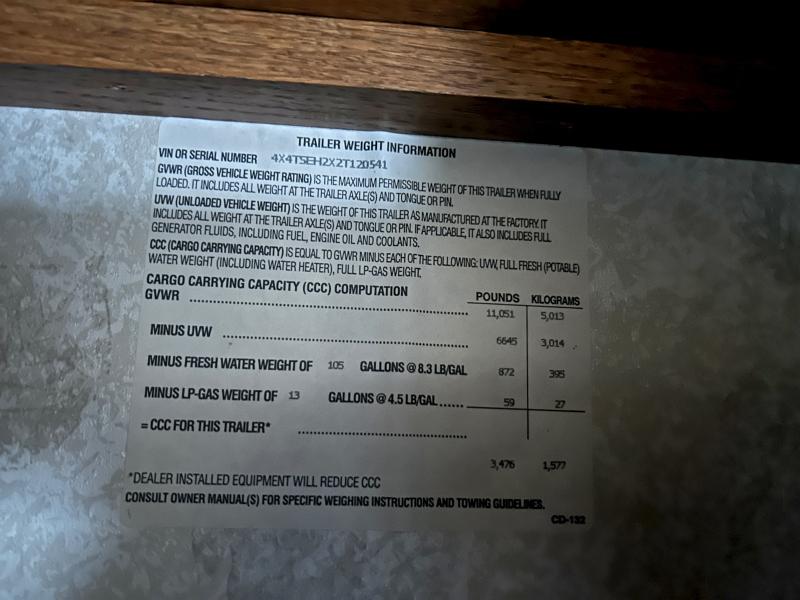 TRAILER WEIGHT INFORMATION
VIN OR SERIAL NUMBER 4X4TSEH2X2T120541
GVWR (GROSS VEHICLE WEIGHT RATING) IS THE MAXIMUM PERMISSIBLE WEIGHT OF THIS TRAILER WHEN FULLY
LOADED. IT INCLUDES ALL WEIGHT AT THE TRAILER AXLE(S) AND TONGUE OR PIN.
UVW (UNLOADED VEHICLE WEIGHT) IS THE WEIGHT OF THIS TRAILER AS MANUFACTURED AT THE FACTORY. IT
INCLUDES ALL WEIGHT AT THE TRAILER AXLE(S) AND TONGUE OR PIN. IF APPLICABLE, IT ALSO INCLUDES FULL
GENERATOR FLUIDS, INCLUDING FUEL, ENGINE OIL AND COOLANTS.
CCC (CARGO CARRYING CAPACITY) IS EQUAL TO GVWR MINUS EACH OF THE FOLLOWING: UVW, FULL FRESH (POTABLE)
WATER WEIGHT (INCLUDING WATER HEATER), FULL LP-GAS WEIGHT.
CARGO CARRYING CAPACITY (CCC) COMPUTATION POUNDS KILOGRAMS
GVWR ........ 11,051 5,013
MINUS UVW ........ 6645 3,014
MINUS FRESH WATER WEIGHT OF 105 GALLONS @ 8.3 LB/GAL 872 395
MINUS LP-GAS WEIGHT OF 13 GALLONS @ 4.5 LB/GAL...... 59 27
= CCC FOR THIS TRAILER* ........
3,476 1,577
*DEALER INSTALLED EQUIPMENT WILL REDUCE CCC
CONSULT OWNER MANUAL(S) FOR SPECIFIC WEIGHING INSTRUCTIONS AND TOWING GUIDELINES.
CD-132